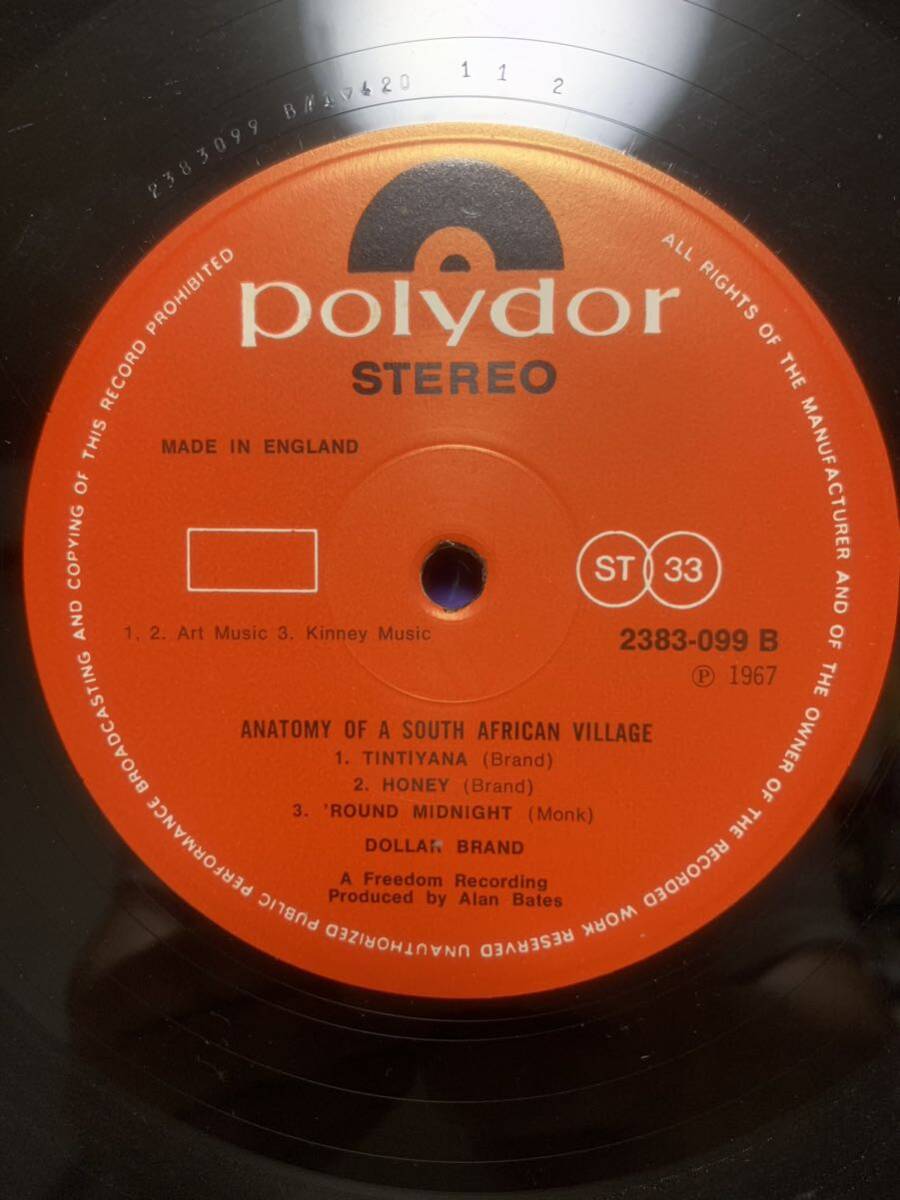 2383099 11 2
polydor
STEREO
MADE IN ENGLAND
ST 33
1, 2. Art Music 3. Kinney Music
2383-099 B
℗ 1967
ANATOMY OF A SOUTH AFRICAN VILLAGE
1. TINTIYANA (Brand)
2. HONEY (Brand)
3. 'ROUND MIDNIGHT (Monk)
DOLLAR BRAND
A Freedom Recording
Produced by Alan Bates
ALL RIGHTS OF THE MANUFACTURER AND OF THE OWNER OF THE RECORDED WORK RESERVED UNAUTHORIZED PUBLIC PERFORMANCE BROADCASTING AND COPYING OF THIS RECORD PROHIBITED